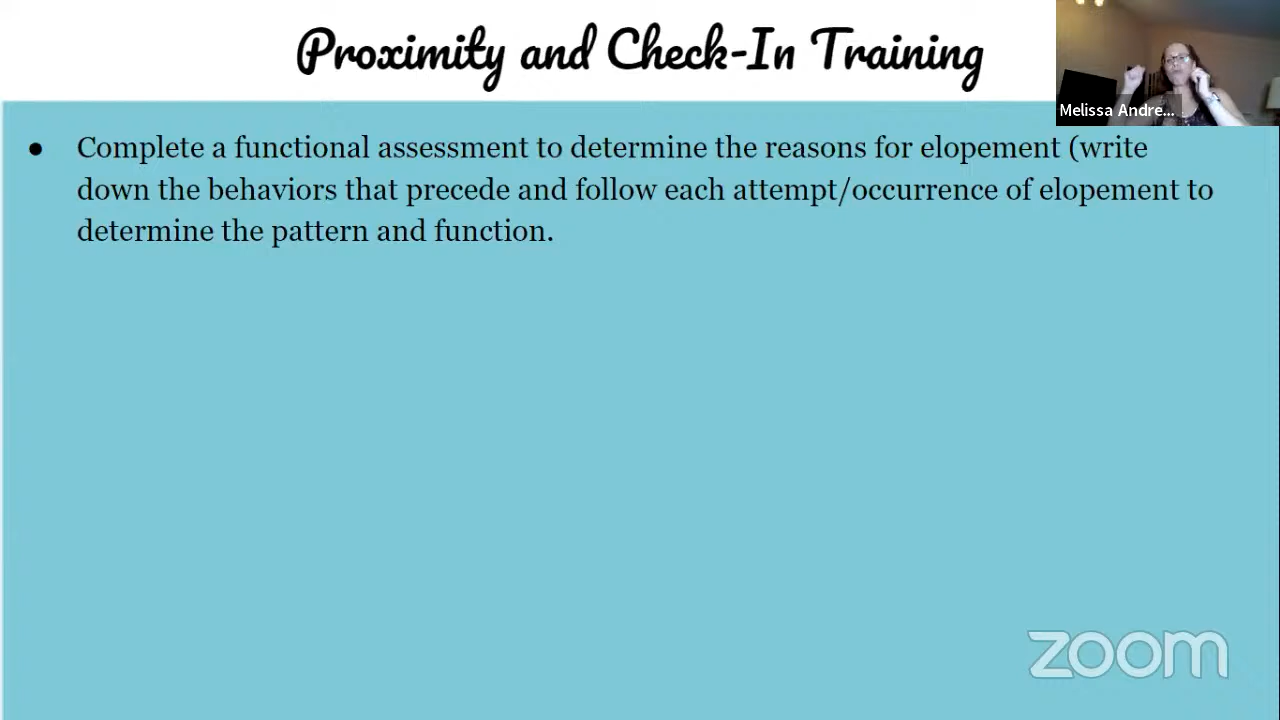 Proximity and Check-In Training
Melissa Andre...
● Complete a functional assessment to determine the reasons for elopement (write
down the behaviors that precede and follow each attempt/occurrence of elopement to
determine the pattern and function.
zoom